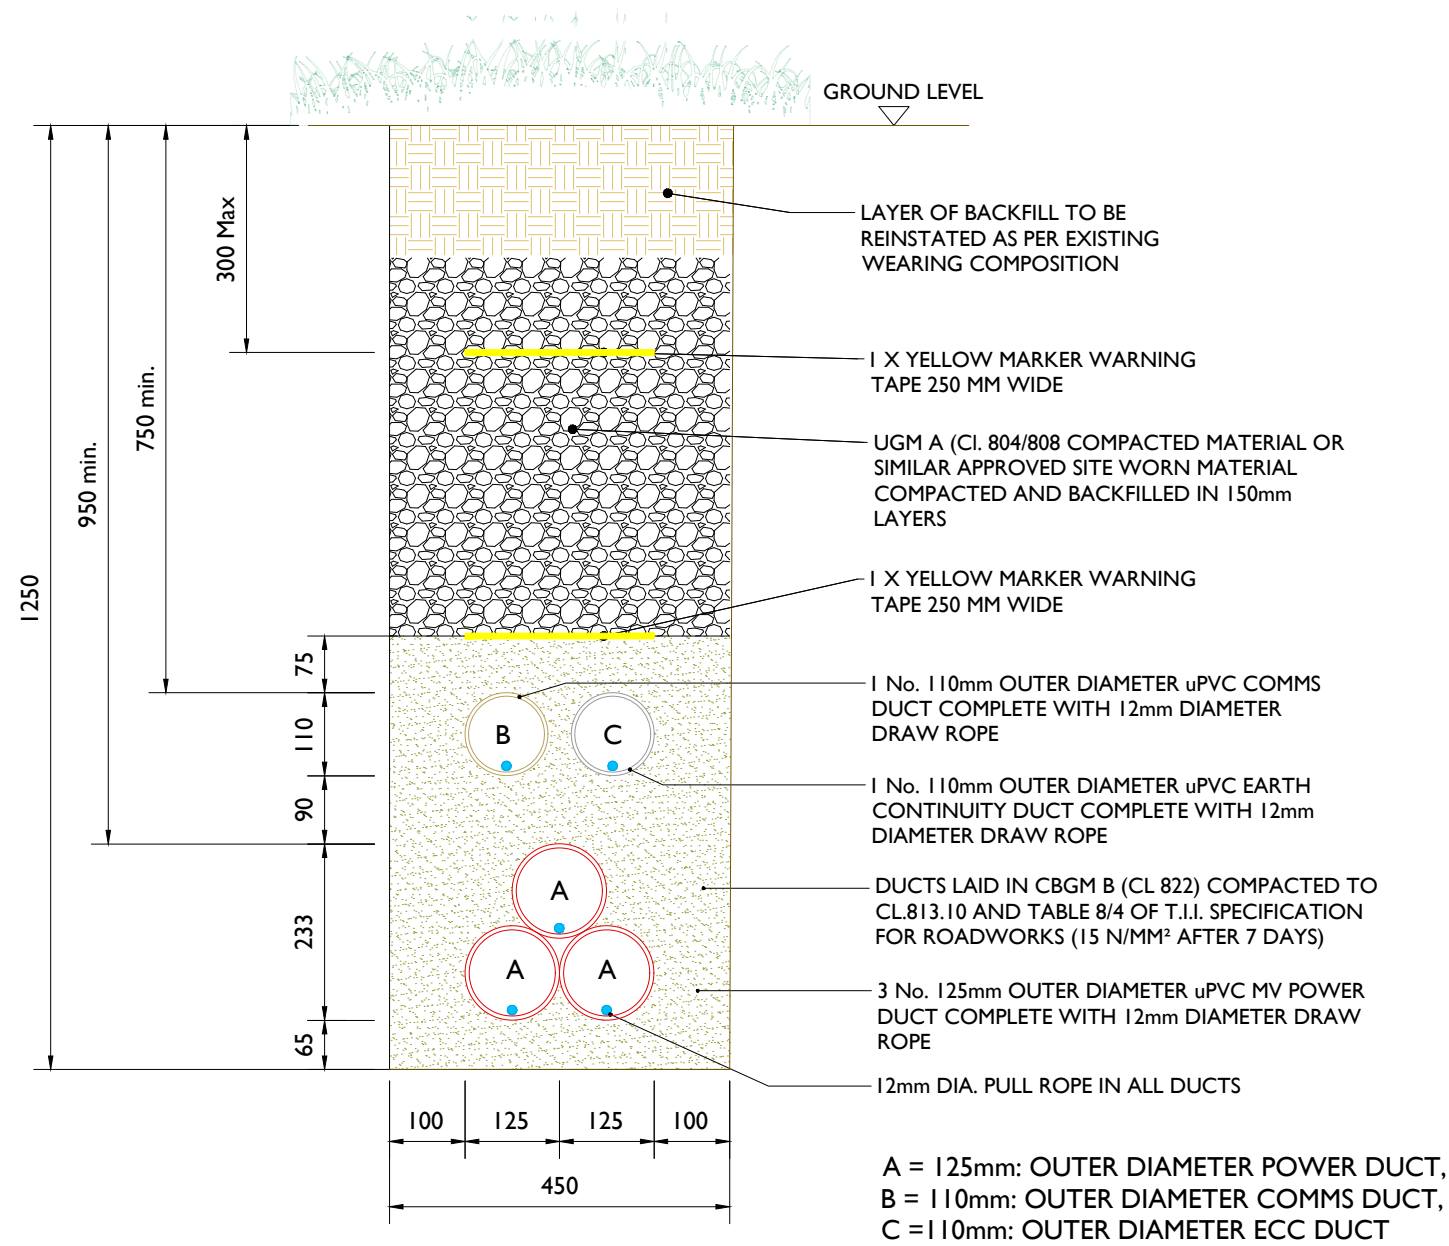 GROUND LEVEL
300 Max
750 min.
950 min.
1250
LAYER OF BACKFILL TO BE
REINSTATED AS PER EXISTING
WEARING COMPOSITION
1 X YELLOW MARKER WARNING
TAPE 250 MM WIDE
UGM A (Cl. 804/808 COMPACTED MATERIAL OR
SIMILAR APPROVED SITE WORN MATERIAL
COMPACTED AND BACKFILLED IN 150mm
LAYERS
1 X YELLOW MARKER WARNING
TAPE 250 MM WIDE
75
110
90
233
65
B
C
A
A
A
1 No. 110mm OUTER DIAMETER uPVC COMMS
DUCT COMPLETE WITH 12mm DIAMETER
DRAW ROPE
1 No. 110mm OUTER DIAMETER uPVC EARTH
CONTINUITY DUCT COMPLETE WITH 12mm
DIAMETER DRAW ROPE
DUCTS LAID IN CBGM B (CL 822) COMPACTED TO
CL.813.10 AND TABLE 8/4 OF T.I.I. SPECIFICATION
FOR ROADWORKS (15 N/MM² AFTER 7 DAYS)
3 No. 125mm OUTER DIAMETER uPVC MV POWER
DUCT COMPLETE WITH 12mm DIAMETER DRAW
ROPE
12mm DIA. PULL ROPE IN ALL DUCTS
100
125
125
100
450
A = 125mm: OUTER DIAMETER POWER DUCT,
B = 110mm: OUTER DIAMETER COMMS DUCT,
C =110mm: OUTER DIAMETER ECC DUCT